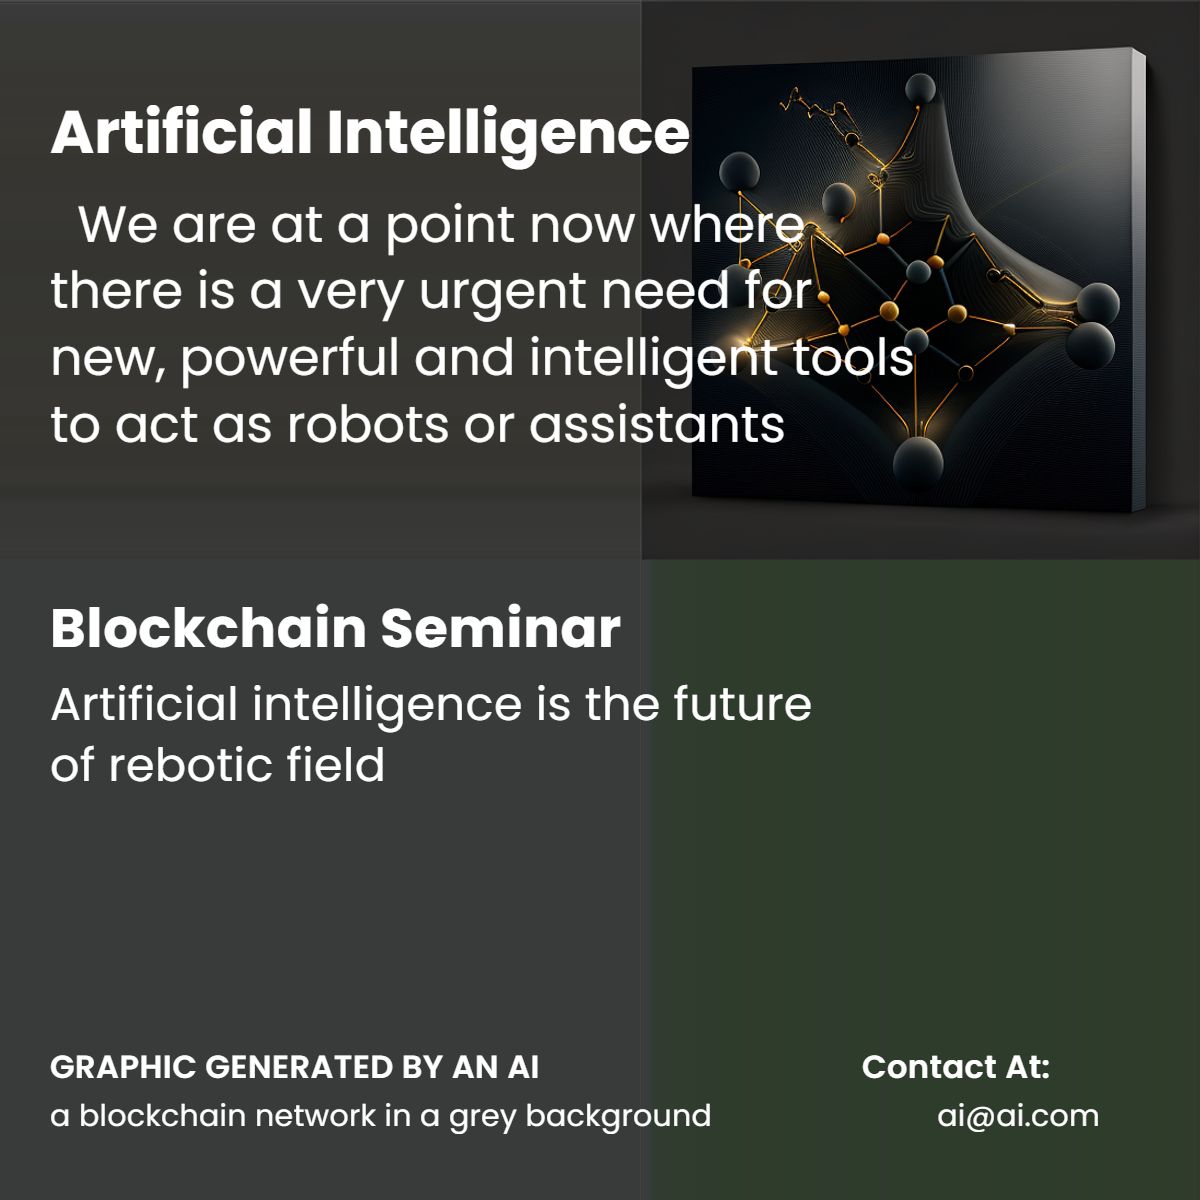 Artificial Intelligence
We are at a point now where
there is a very urgent need for
new, powerful and intelligent tools
to act as robots or assistants
Blockchain Seminar
Artificial intelligence is the future
of rebotic field
GRAPHIC GENERATED BY AN AI
a blockchain network in a grey background
Contact At:
ai@ai.com